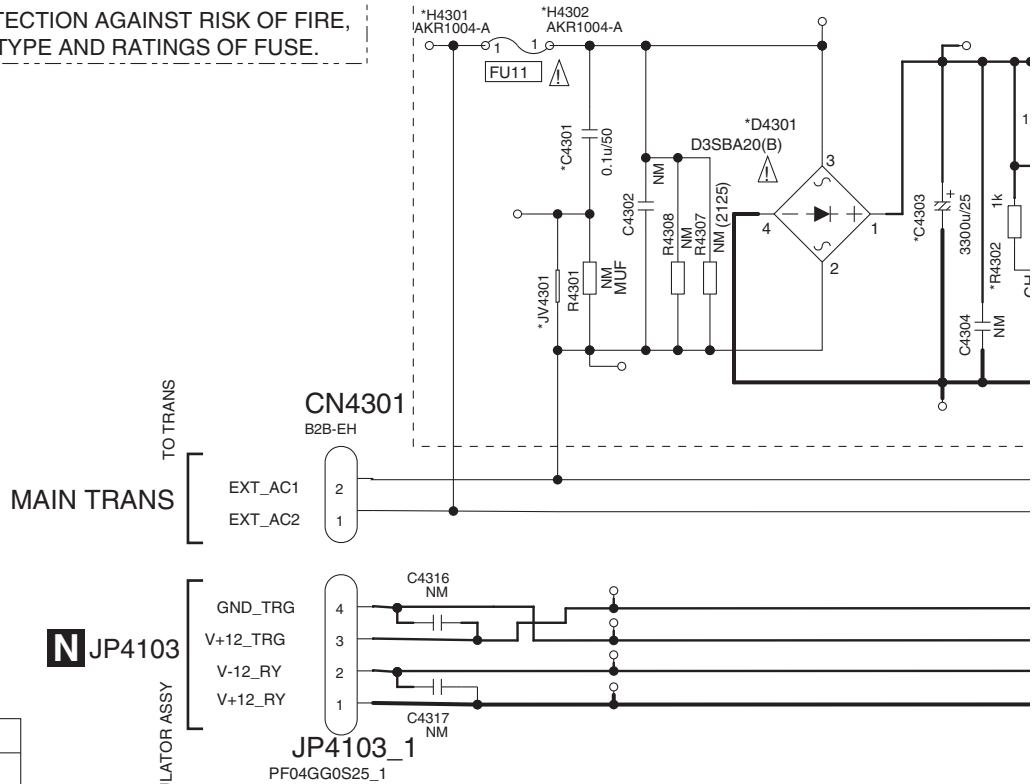 TECTION AGAINST RISK OF FIRE,
TYPE AND RATINGS OF FUSE.
*H4301
AKR1004-A
*H4302
AKR1004-A
1
1
FU11
*C4301
0.1u/50
*JV4301
R4301
NM
MUF
C4302
NM
R4308
NM
R4307
NM (2125)
*D4301
D3SBA20(B)
3
4
1
2
*C4303
+
3300u/25
C4304
NM
*R4302
1k
1
CH
CN4301
B2B-EH
TO TRANS
MAIN TRANS
EXT_AC1
2
EXT_AC2
1
N JP4103
GND_TRG
4
V+12_TRG
3
V-12_RY
2
V+12_RY
1
C4316
NM
C4317
NM
JP4103_1
PF04GG0S25_1
LATOR ASSY